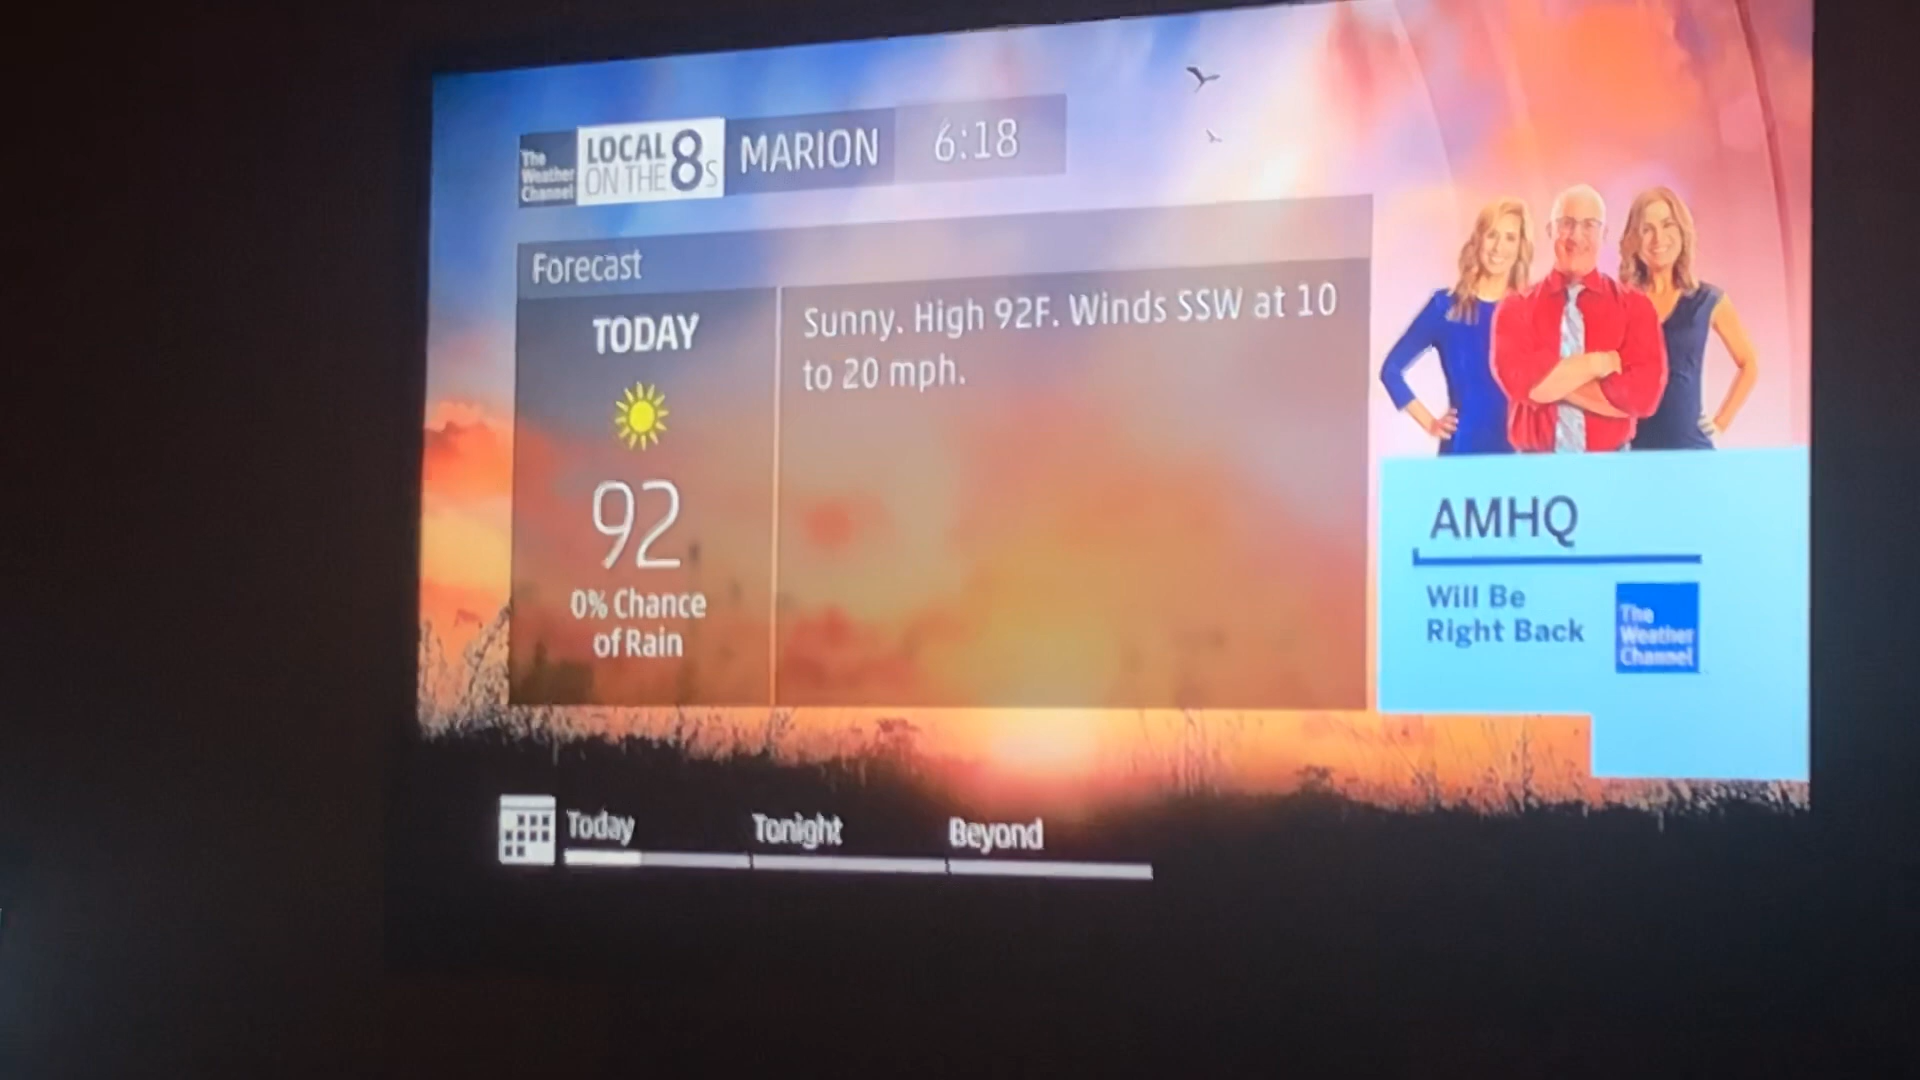 The
Weather
Channel
LOCAL
ON THE 8s
MARION
6:18
Forecast
TODAY
92
0% Chance
of Rain
Sunny. High 92F. Winds SSW at 10
to 20 mph.
AMHQ
Will Be
Right Back
The
Weather
Channel
Today
Tonight
Beyond